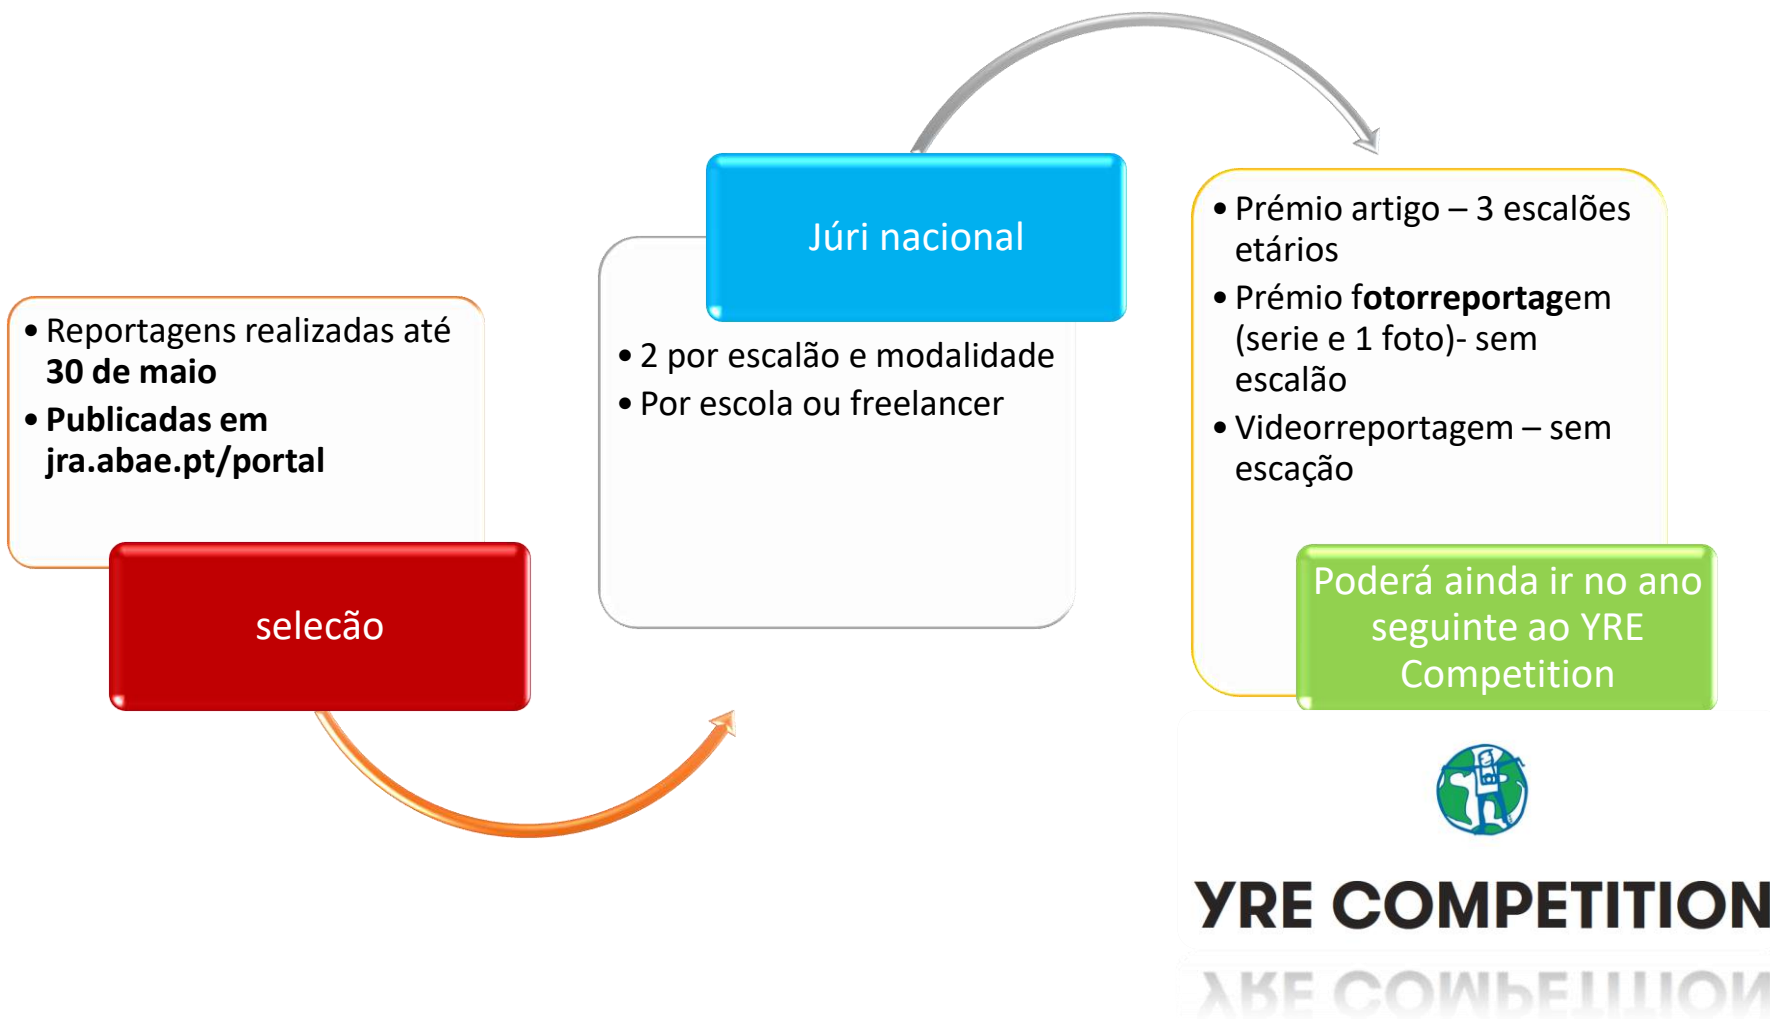 • Reportagens realizadas até
30 de maio
• Publicadas em
jra.abae.pt/portal
selecão
Júri nacional
• 2 por escalão e modalidade
• Por escola ou freelancer
• Prémio artigo – 3 escalões
etários
• Prémio fotorreportagem
(serie e 1 foto)- sem
escalão
• Videorreportagem – sem
escação
Poderá ainda ir no ano
seguinte ao YRE
Competition
YRE COMPETITION